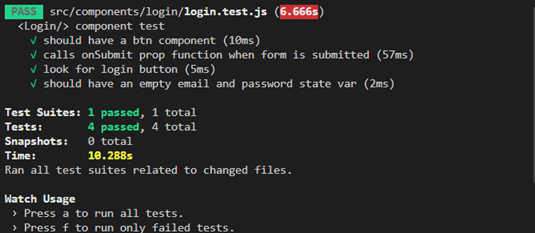 PASS src/components/login/login.test.js (6.666s)
<Login/> component test
√ should have a btn component (10ms)
√ calls onSubmit prop function when form is submitted (57ms)
√ look for login button (5ms)
√ should have an empty email and password state var (2ms)
Test Suites: 1 passed, 1 total
Tests: 4 passed, 4 total
Snapshots: 0 total
Time: 10.288s
Ran all test suites related to changed files.
Watch Usage
› Press a to run all tests.
› Press f to run only failed tests.